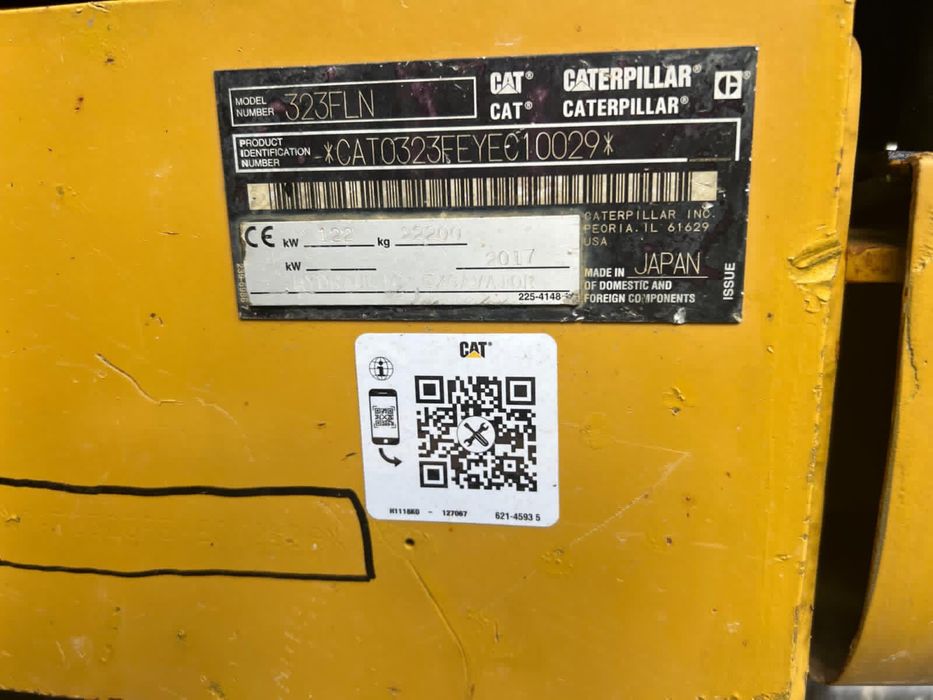 MODEL NUMBER 323FLN
CAT® CATERPILLAR®
CAT® CATERPILLAR®
PRODUCT IDENTIFICATION NUMBER *CAT0323FEYEC10029*
CATERPILLAR INC.
PEORIA, IL 61629
USA
CE kW 122 kg 22200
kW 2017
EXCAVATOR
225-4148
MADE IN JAPAN
OF DOMESTIC AND
FOREIGN COMPONENTS
ISSUE
CAT®
H1118K0 - 127067 621-4593 5